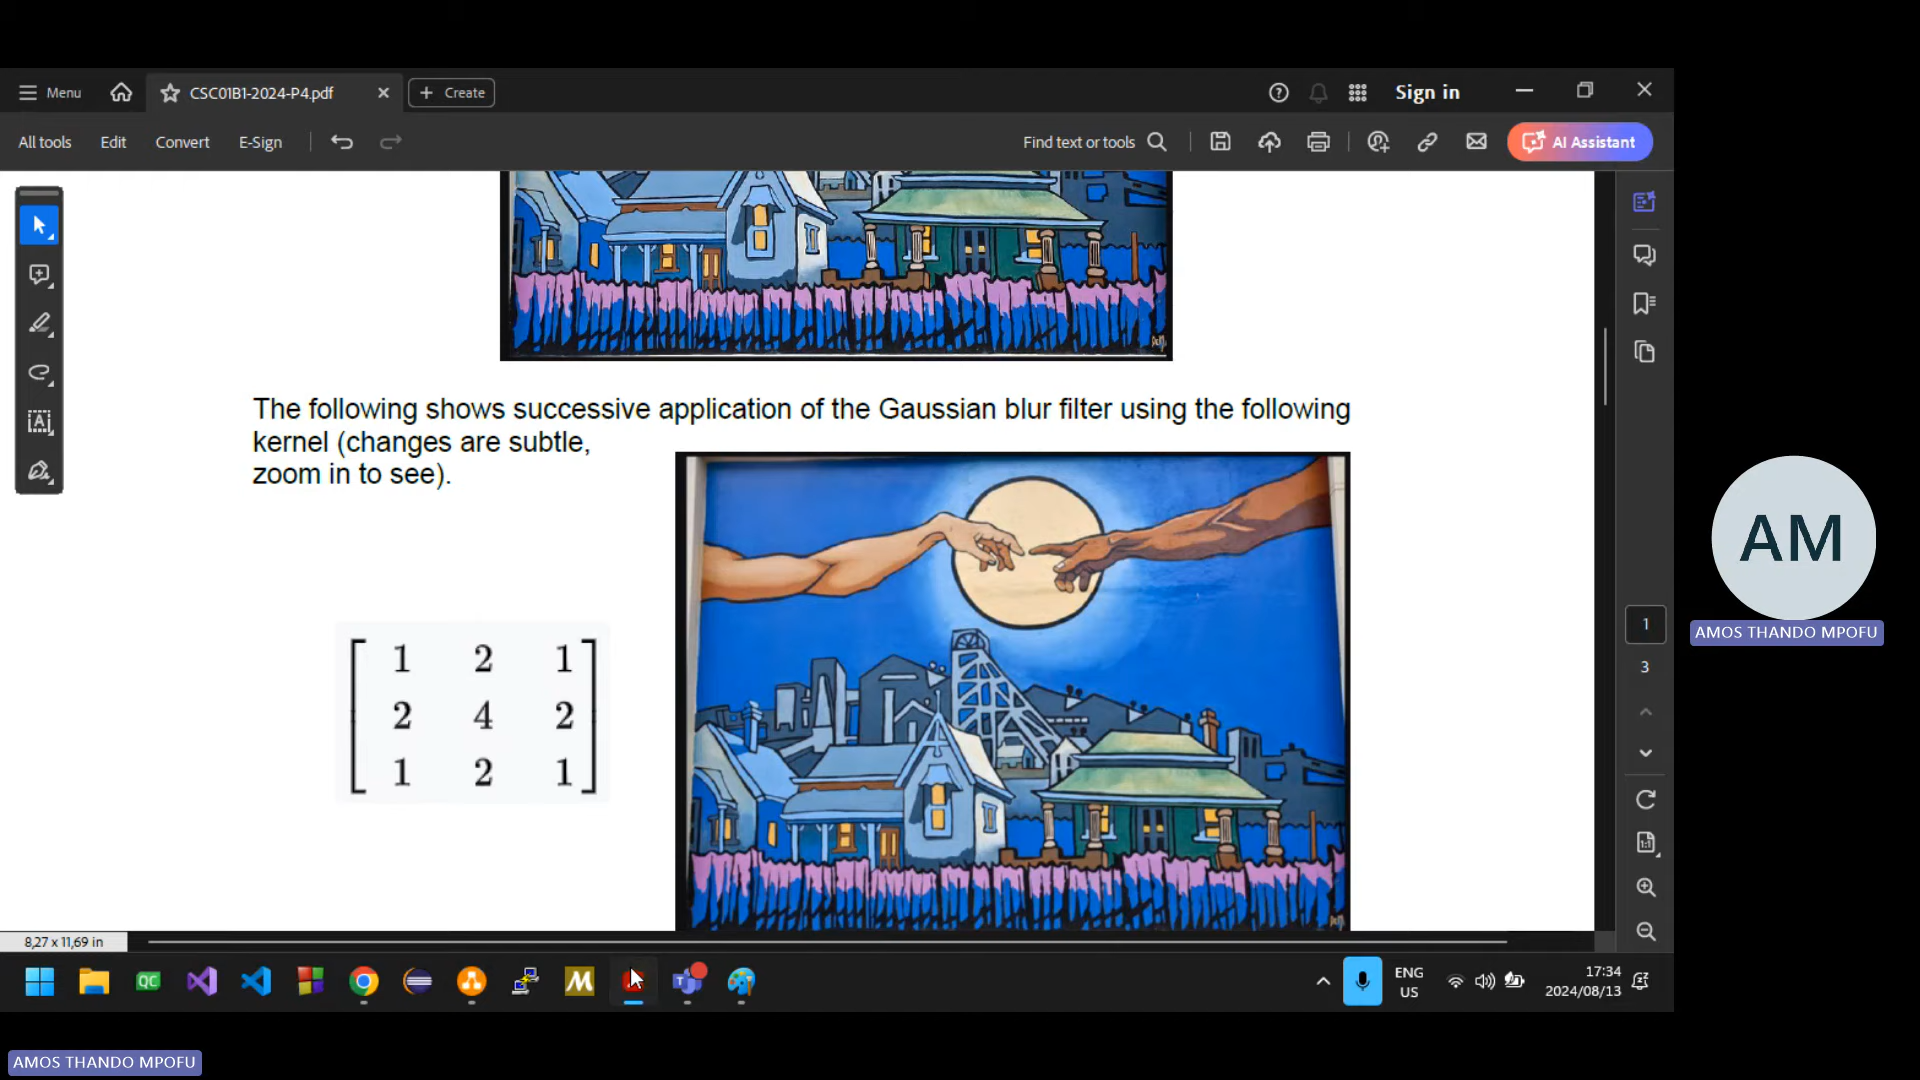 Menu
CSC01B1-2024-P4.pdf
Create
Sign in
All tools
Edit
Convert
E-Sign
Find text or tools
AI Assistant
The following shows successive application of the Gaussian blur filter using the following
kernel (changes are subtle,
zoom in to see).
1 2 1
2 4 2
1 2 1
1
3
8,27 x 11,69 in
QC
M
ENG
US
17:34
2024/08/13
AM
AMOS THANDO MPOFU
AMOS THANDO MPOFU